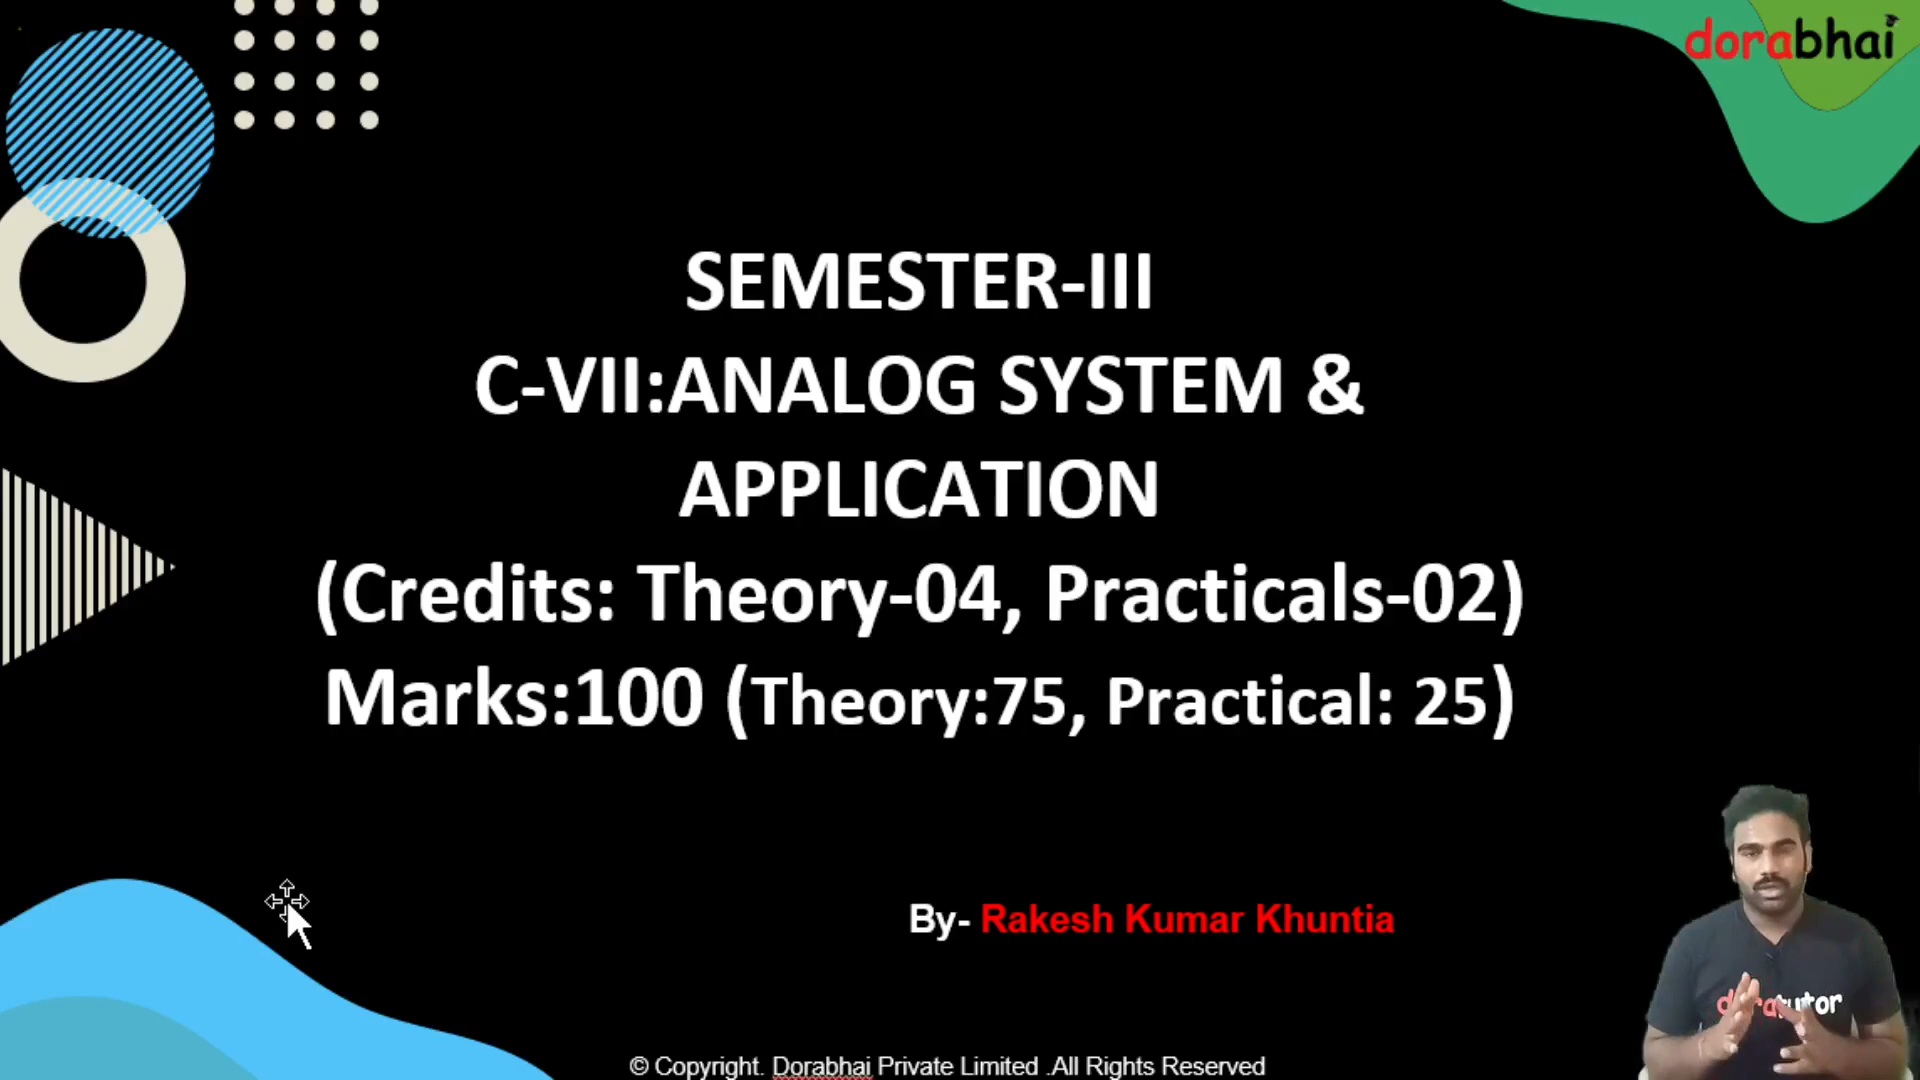 dorabhai
SEMESTER-III
C-VII:ANALOG SYSTEM &
APPLICATION
(Credits: Theory-04, Practicals-02)
Marks:100 (Theory:75, Practical: 25)
By- Rakesh Kumar Khuntia
© Copyright. Dorabhai Private Limited .All Rights Reserved